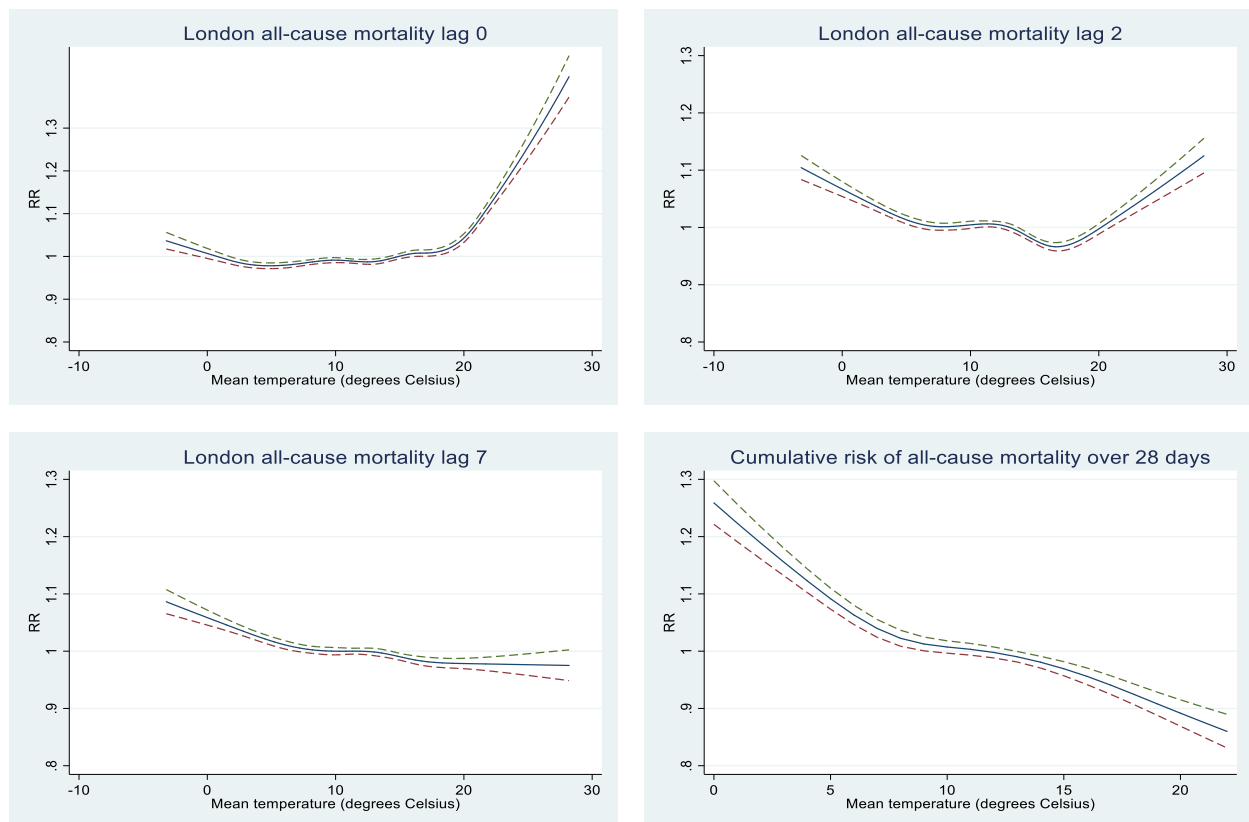 London all-cause mortality lag 0
RR
1.3
1.2
1.1
1
.9
.8
-10 0 10 20 30
Mean temperature (degrees Celsius)
London all-cause mortality lag 2
RR
1.3
1.2
1.1
1
.9
.8
-10 0 10 20 30
Mean temperature (degrees Celsius)
London all-cause mortality lag 7
RR
1.3
1.2
1.1
1
.9
.8
-10 0 10 20 30
Mean temperature (degrees Celsius)
Cumulative risk of all-cause mortality over 28 days
RR
1.3
1.2
1.1
1
.9
.8
0 5 10 15 20
Mean temperature (degrees Celsius)